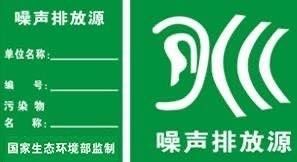 噪声排放源
单位名称:
编 号:
污 染 物
名 称:
国家生态环境部监制
噪声排放源